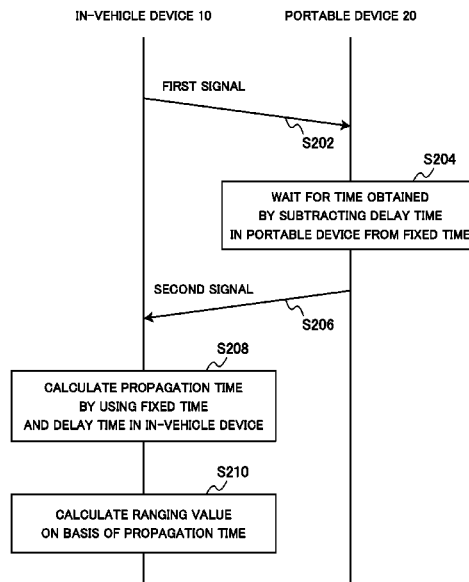 IN-VEHICLE DEVICE 10
PORTABLE DEVICE 20
FIRST SIGNAL
S202
S204
WAIT FOR TIME OBTAINED
BY SUBTRACTING DELAY TIME
IN PORTABLE DEVICE FROM FIXED TIME
SECOND SIGNAL
S206
S208
CALCULATE PROPAGATION TIME
BY USING FIXED TIME
AND DELAY TIME IN IN-VEHICLE DEVICE
S210
CALCULATE RANGING VALUE
ON BASIS OF PROPAGATION TIME